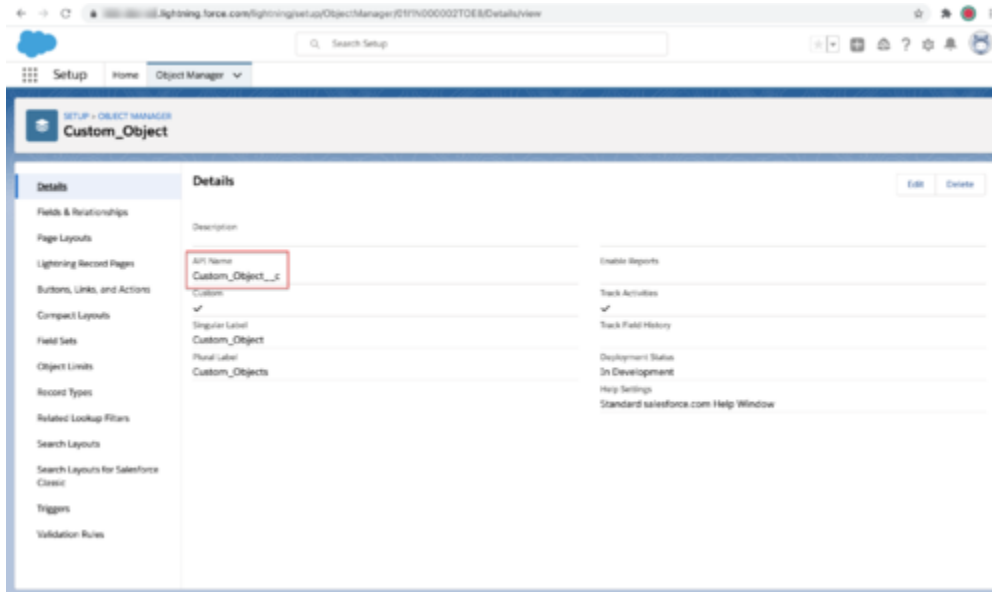 .lightning.force.com/lightning/setup/ObjectManager/
/Details/view
Search Setup
Setup
Home
Object Manager
SETUP > OBJECT MANAGER
Custom_Object
Details
Fields & Relationships
Page Layouts
Lightning Record Pages
Buttons, Links, and Actions
Compact Layouts
Field Sets
Object Limits
Record Types
Related Lookup Filters
Search Layouts
Search Layouts for Salesforce
Classic
Triggers
Validation Rules
Details
Edit
Delete
Description
API Name
Custom_Object__c
Custom
✓
Singular Label
Custom_Object
Plural Label
Custom_Objects
Enable Reports
Track Activities
✓
Track Field History
Deployment Status
In Development
Help Settings
Standard salesforce.com Help Window